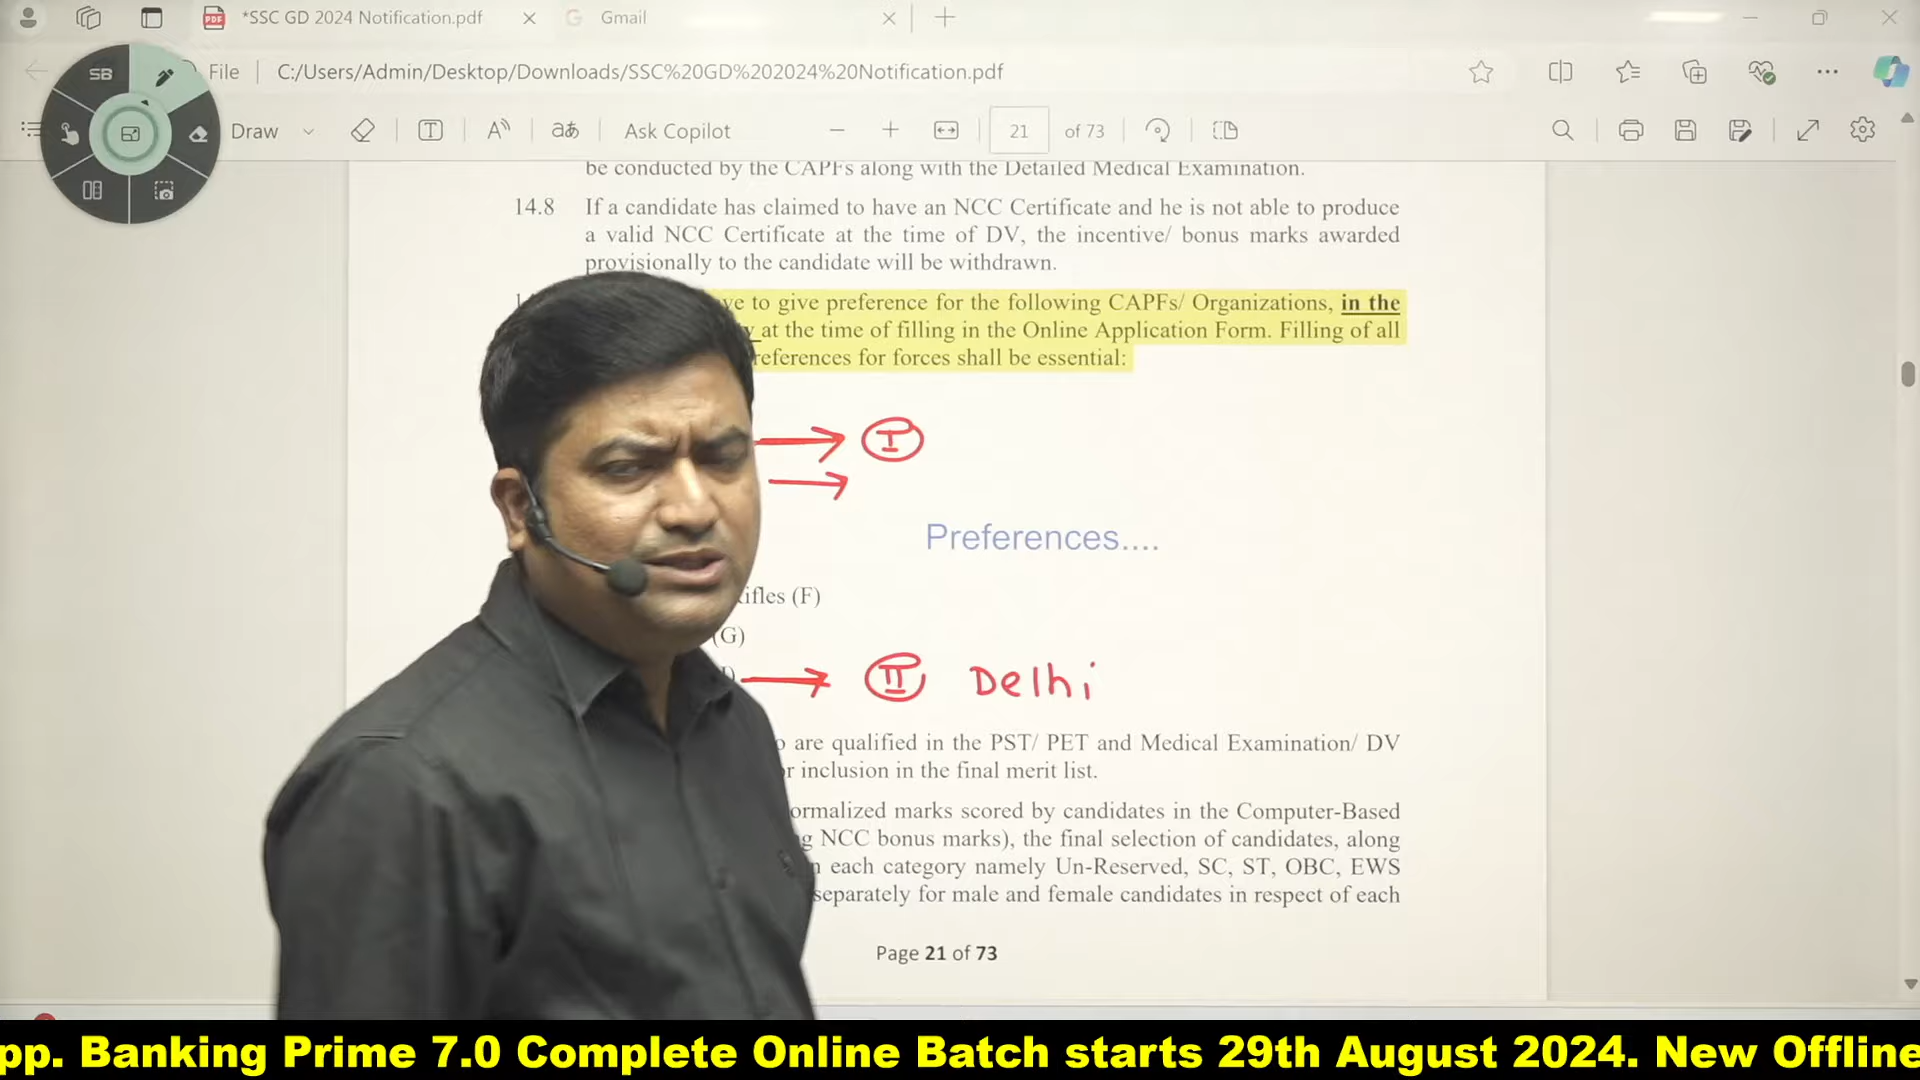 *SSC GD 2024 Notification.pdf
Gmail
SB
File
C:/Users/Admin/Desktop/Downloads/SSC%20GD%202024%20Notification.pdf
Draw
Ask Copilot
21
of 73
be conducted by the CAPFs along with the Detailed Medical Examination.
14.8 If a candidate has claimed to have an NCC Certificate and he is not able to produce
a valid NCC Certificate at the time of DV, the incentive/ bonus marks awarded
provisionally to the candidate will be withdrawn.
to give preference for the following CAPFs/ Organizations, in the
at the time of filling in the Online Application Form. Filling of all
references for forces shall be essential:
I
Preferences....
ifles (F)
(G)
II Delhi
are qualified in the PST/ PET and Medical Examination/ DV
inclusion in the final merit list.
ormalized marks scored by candidates in the Computer-Based
NCC bonus marks), the final selection of candidates, along
each category namely Un-Reserved, SC, ST, OBC, EWS
separately for male and female candidates in respect of each
Page 21 of 73
pp. Banking Prime 7.0 Complete Online Batch starts 29th August 2024. New Offline